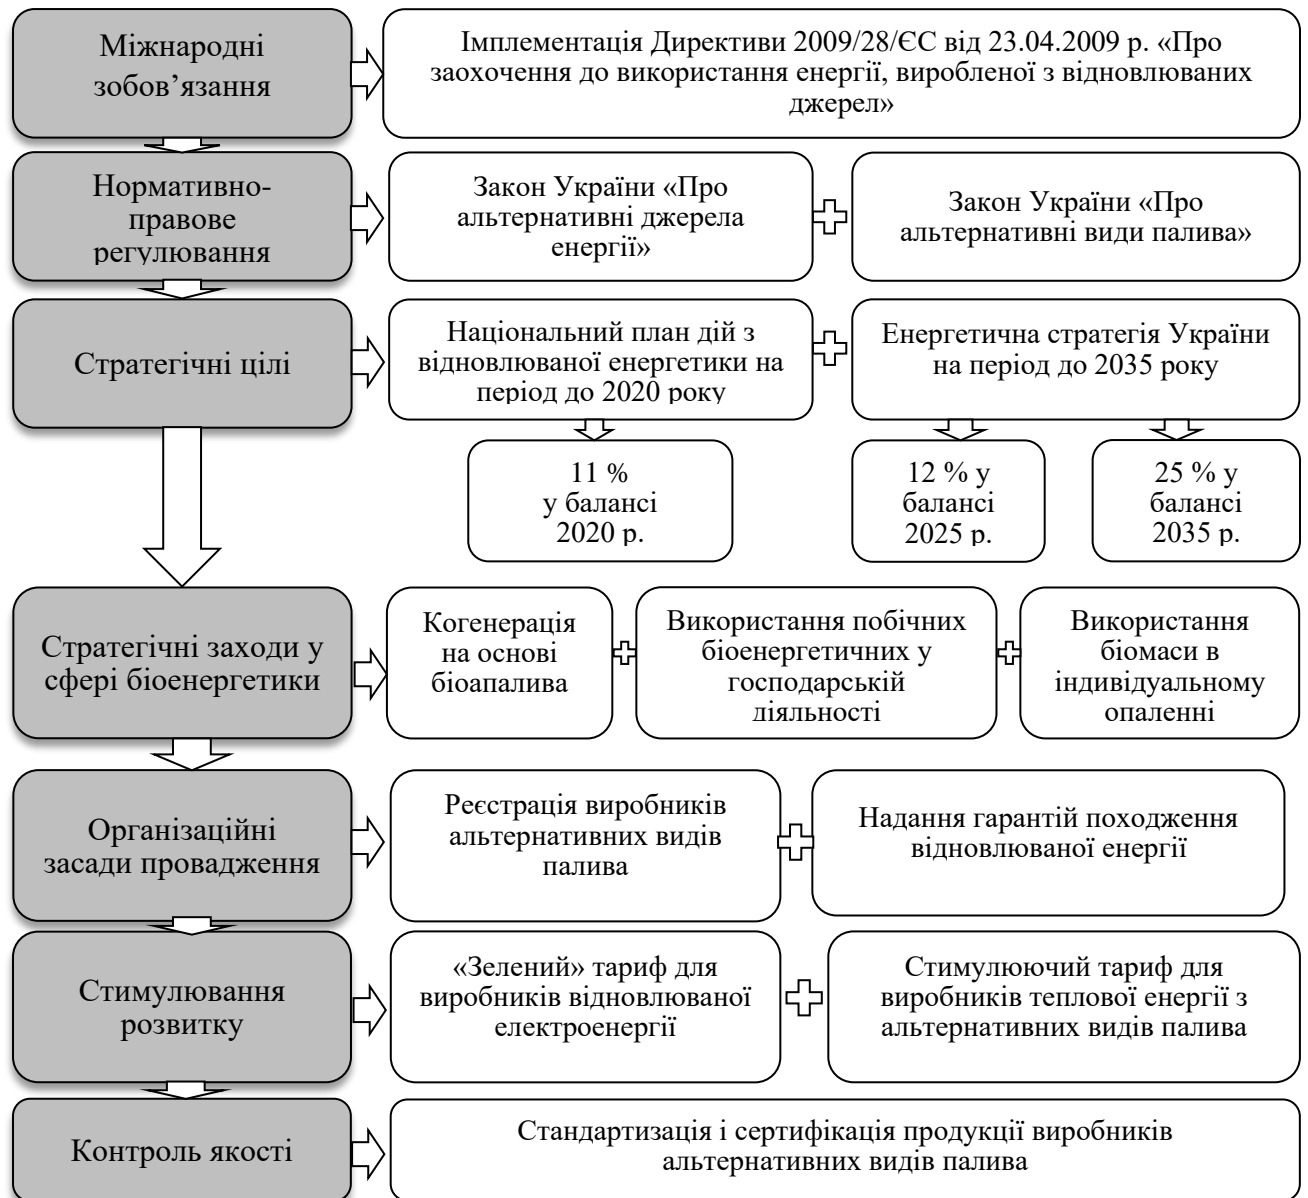 Міжнародні
зобов’язання
Імплементація Директиви 2009/28/ЄС від 23.04.2009 р. «Про
заохочення до використання енергії, виробленої з відновлюваних
джерел»
Нормативно-
правове
регулювання
Закон України «Про
альтернативні джерела
енергії»
Закон України «Про
альтернативні види палива»
Стратегічні цілі
Національний план дій з
відновлюваної енергетики на
період до 2020 року
Енергетична стратегія України
на період до 2035 року
11 %
у балансі
2020 р.
12 % у
балансі
2025 р.
25 % у
балансі
2035 р.
Стратегічні заходи у
сфері біоенергетики
Когенерація
на основі
біоапалива
Використання побічних
біоенергетичних у
господарській
діяльності
Використання
біомаси в
індивідуальному
опаленні
Організаційні
засади провадження
Реєстрація виробників
альтернативних видів
палива
Надання гарантій походження
відновлюваної енергії
Стимулювання
розвитку
«Зелений» тариф для
виробників відновлюваної
електроенергії
Стимулюючий тариф для
виробників теплової енергії з
альтернативних видів палива
Контроль якості
Стандартизація і сертифікація продукції виробників
альтернативних видів палива